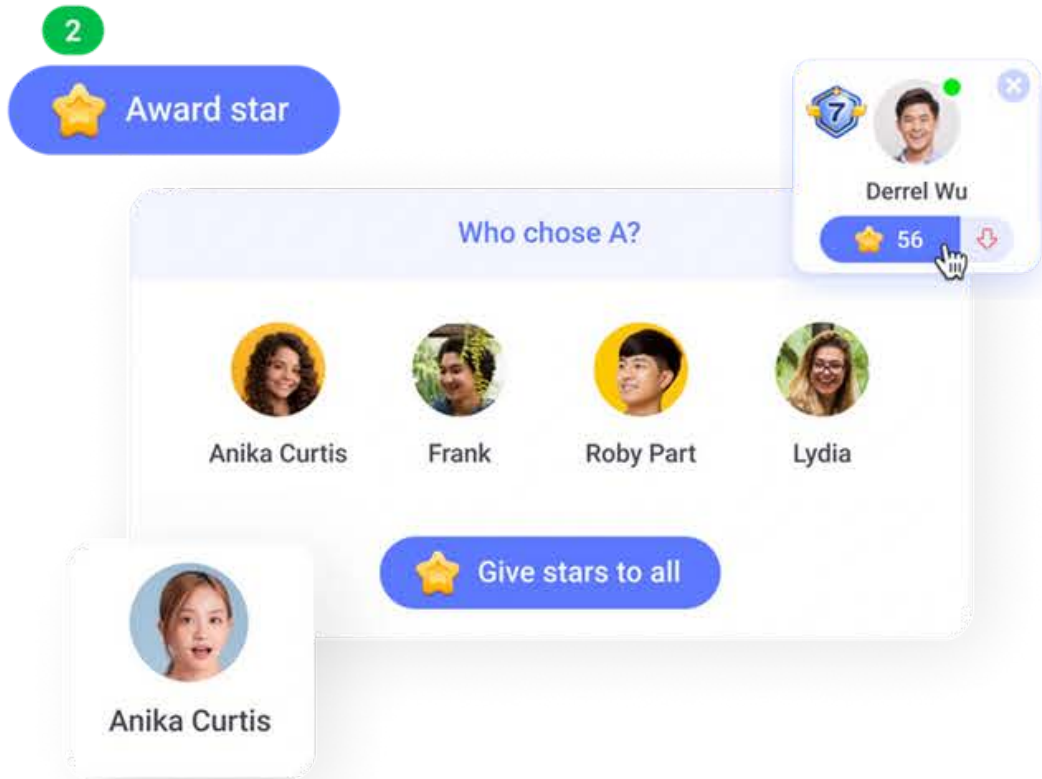 2
Award star
7
Derrel Wu
56
Who chose A?
Anika Curtis
Frank
Roby Part
Lydia
Give stars to all
Anika Curtis